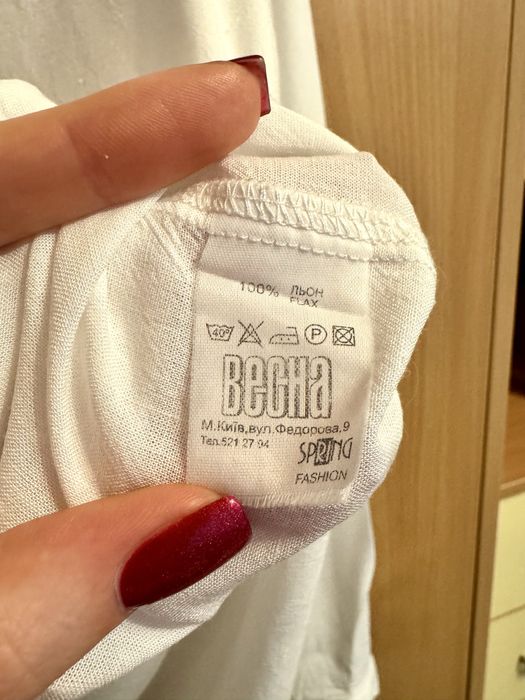 100% ЛЬОН
FLAX
40°
P
Весна
М.Київ,вул.Федорова,9
Тел.521 27 94
SPRING
FASHION